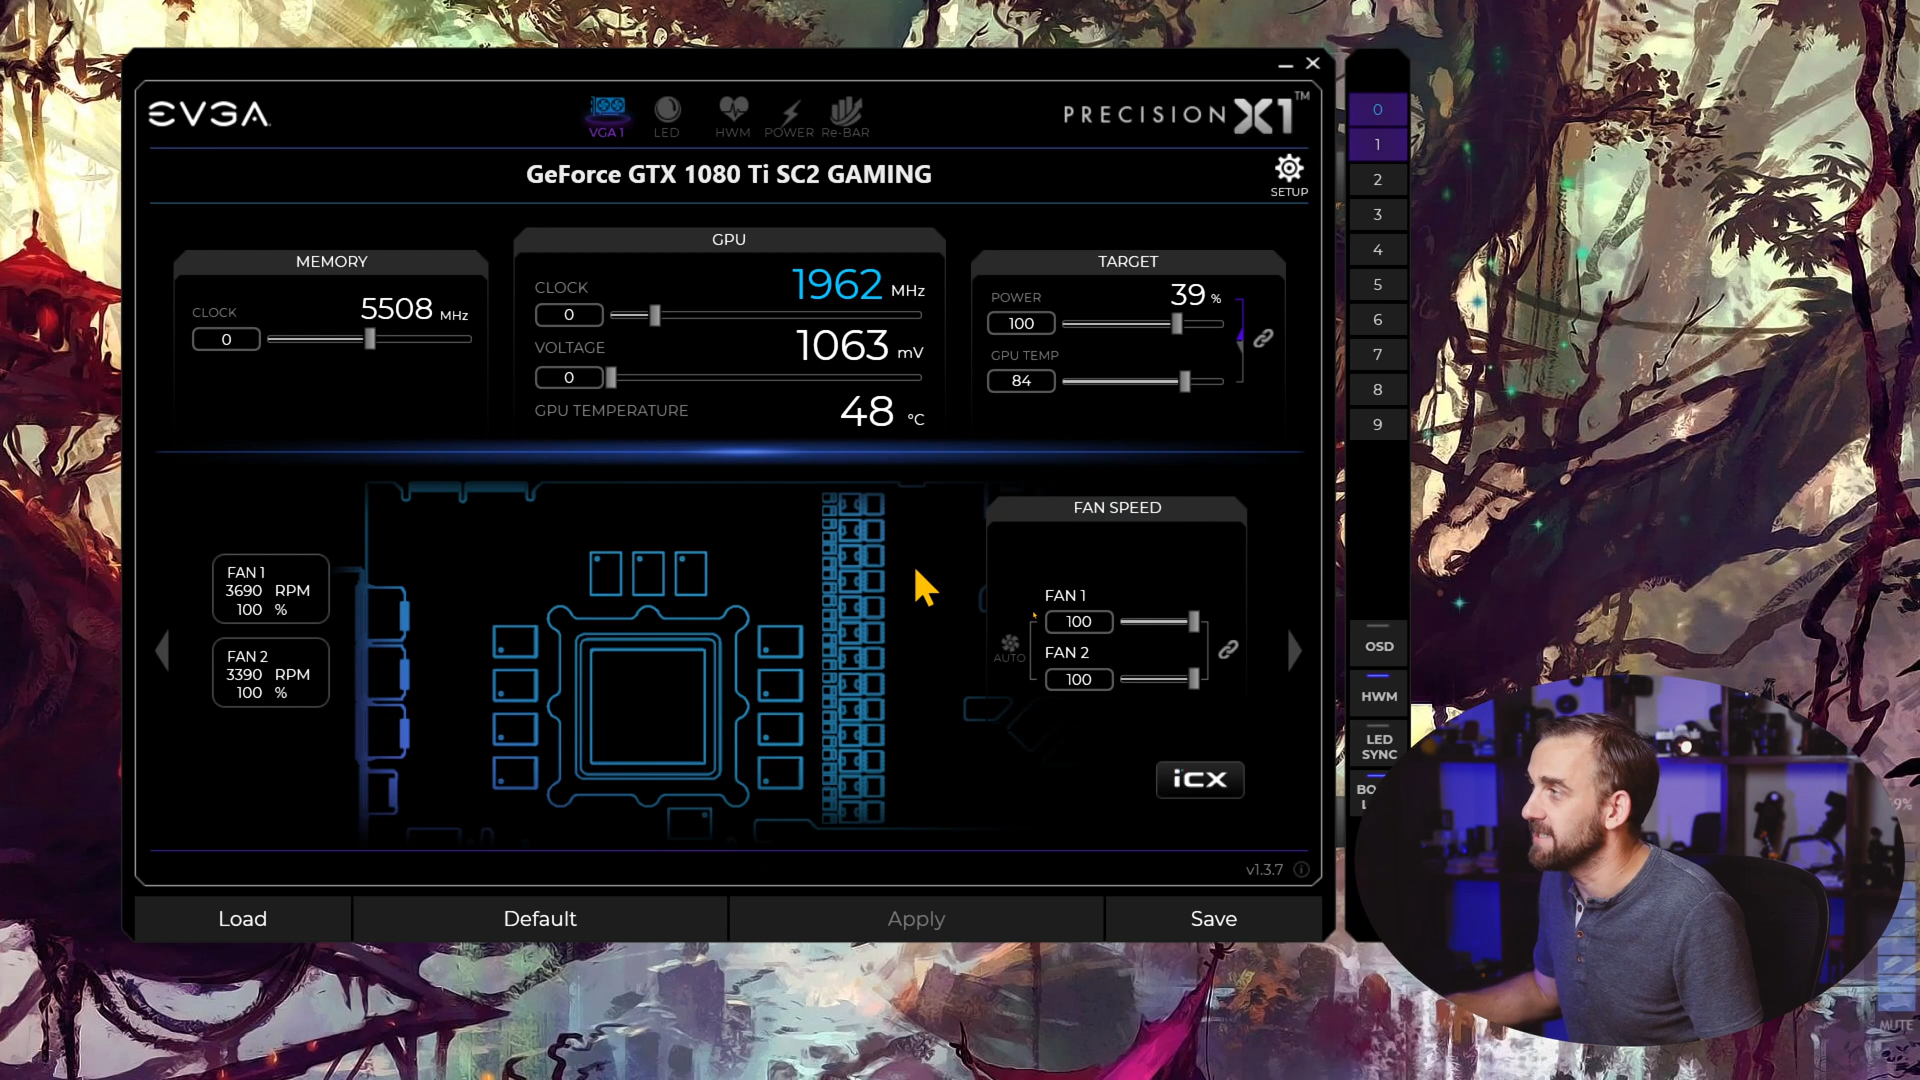 EVGA
VGA 1
LED
HWM
POWER
Re-BAR
PRECISION X1™
GeForce GTX 1080 Ti SC2 GAMING
SETUP
MEMORY
CLOCK
5508 MHz
0
GPU
CLOCK
1962 MHz
0
VOLTAGE
1063 mV
0
GPU TEMPERATURE
48 °C
TARGET
POWER
39 %
100
GPU TEMP
84
FAN 1
3690 RPM
100 %
FAN 2
3390 RPM
100 %
FAN SPEED
AUTO
FAN 1
100
FAN 2
100
iCX
v1.3.7
Load
Default
Apply
Save
0
1
2
3
4
5
6
7
8
9
OSD
HWM
LED
SYNC
MUTE